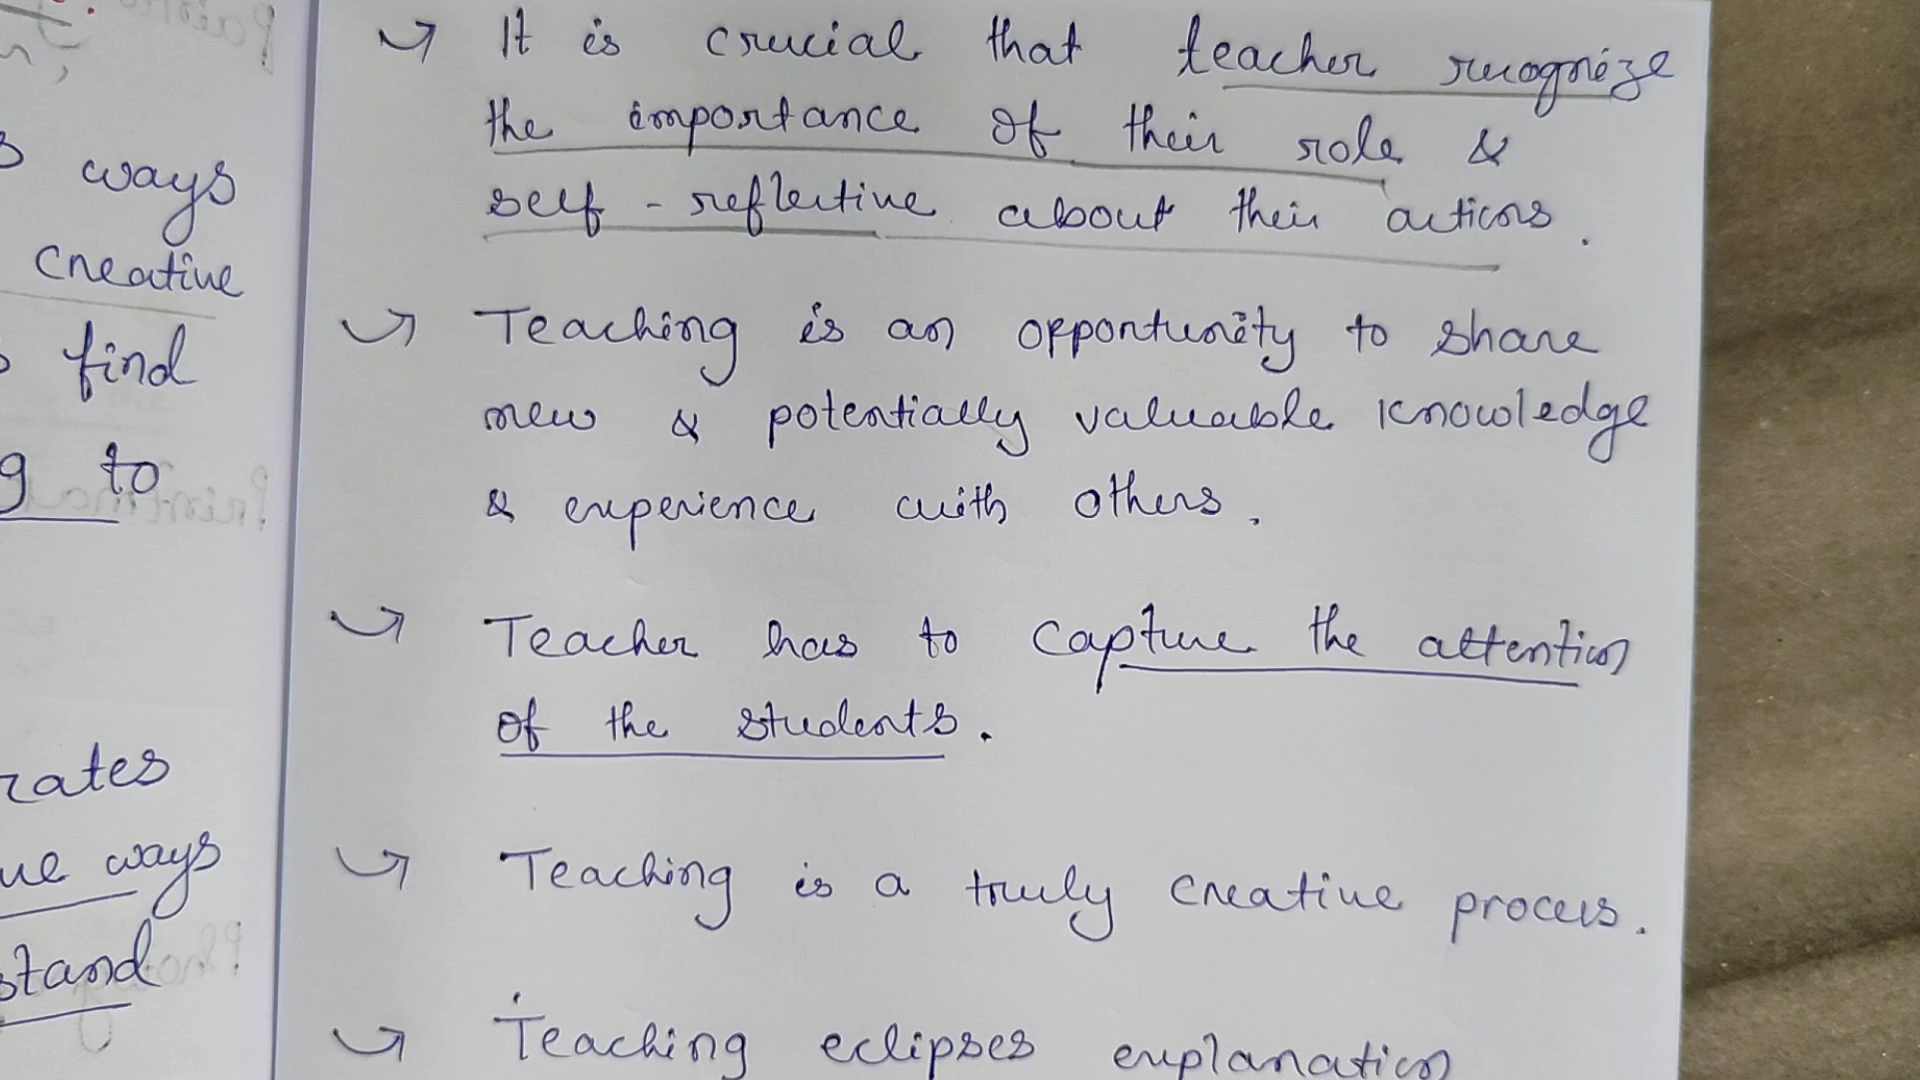 ways
creative
find
to
rates
ways
stand
It is crucial that teacher recognize
the importance of their role &
self-reflective about their actions.
Teaching is an opportunity to share
new & potentially valuable knowledge
& experience with others.
Teacher has to capture the attention
of the students.
Teaching is a truly creative process.
Teaching eclipses explanation